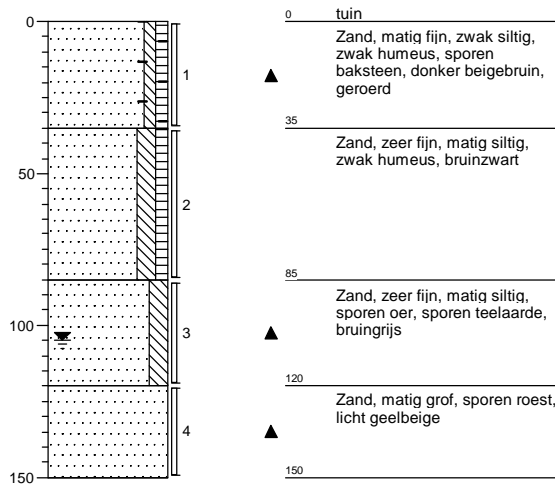 0
50
100
150
1
2
3
4
0 tuin
Zand, matig fijn, zwak siltig,
zwak humeus, sporen
baksteen, donker beigebruin,
geroerd
35
Zand, zeer fijn, matig siltig,
zwak humeus, bruinzwart
85
Zand, zeer fijn, matig siltig,
sporen oer, sporen teelaarde,
bruingrijs
120
Zand, matig grof, sporen roest,
licht geelbeige
150